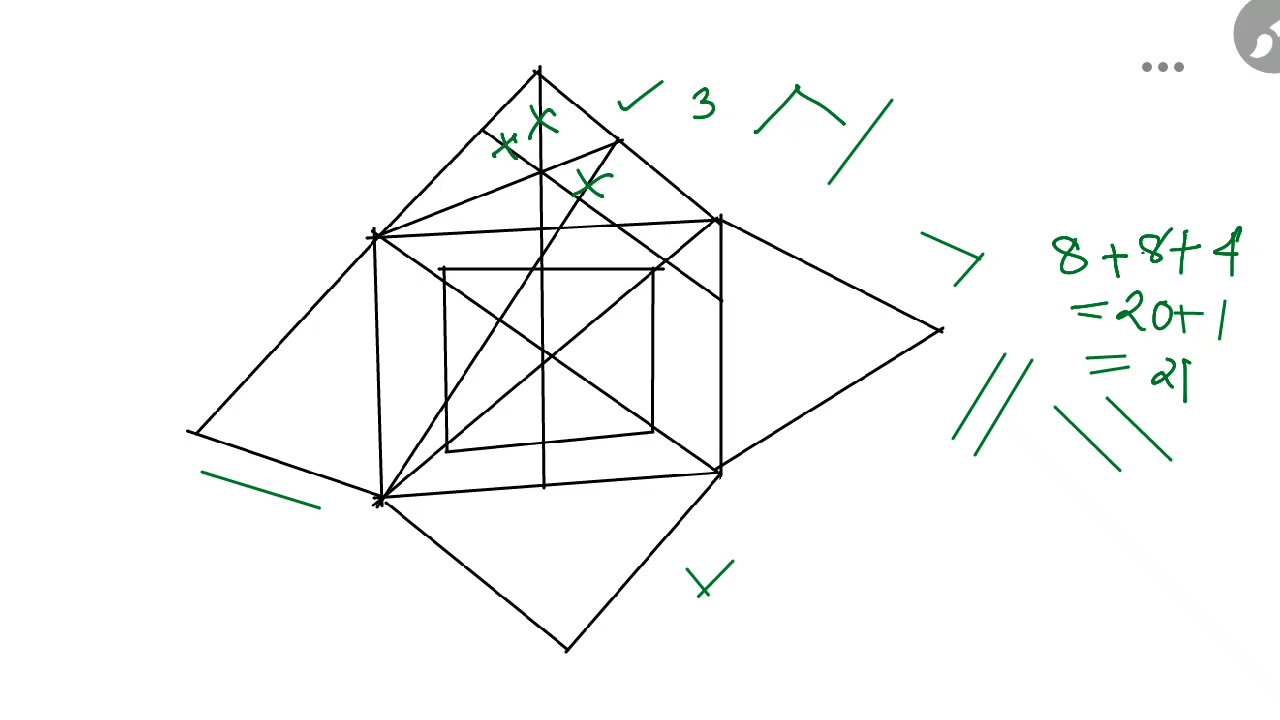 3
8 + 8 + 4
= 20 + 1
= 21